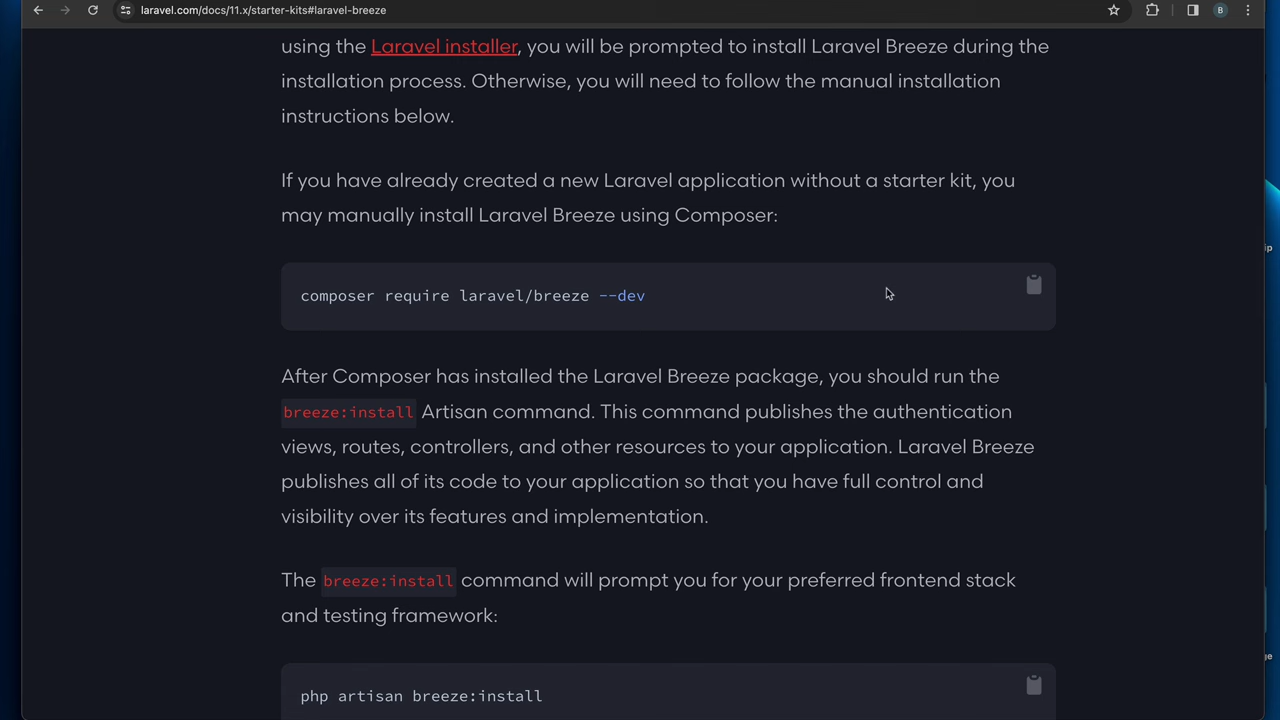 laravel.com/docs/11.x/starter-kits#laravel-breeze
B
using the Laravel installer, you will be prompted to install Laravel Breeze during the
installation process. Otherwise, you will need to follow the manual installation
instructions below.
If you have already created a new Laravel application without a starter kit, you
may manually install Laravel Breeze using Composer:
composer require laravel/breeze --dev
After Composer has installed the Laravel Breeze package, you should run the
breeze:install Artisan command. This command publishes the authentication
views, routes, controllers, and other resources to your application. Laravel Breeze
publishes all of its code to your application so that you have full control and
visibility over its features and implementation.
The breeze:install command will prompt you for your preferred frontend stack
and testing framework:
php artisan breeze:install